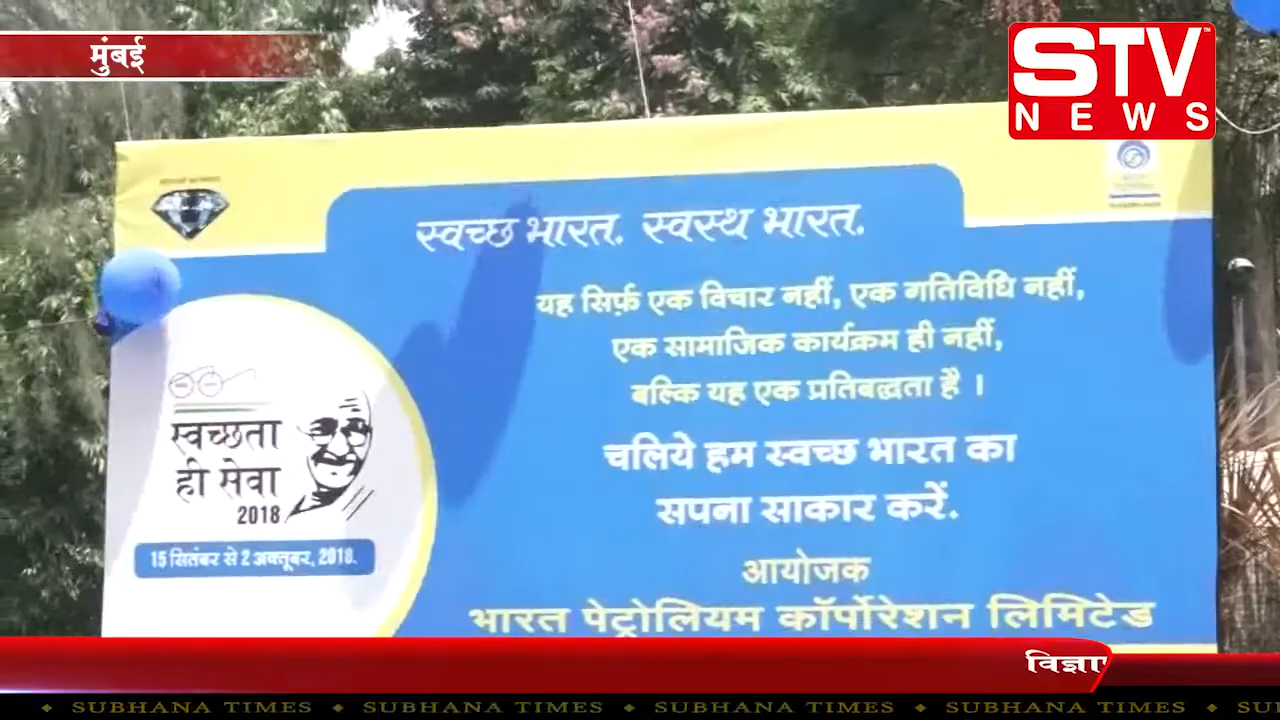 मुंबई
STV
NEWS
स्वच्छ भारत. स्वस्थ भारत.
यह सिर्फ़ एक विचार नहीं, एक गतिविधि नहीं,
एक सामाजिक कार्यक्रम ही नहीं,
बल्कि यह एक प्रतिबद्धता है ।
चलिये हम स्वच्छ भारत का
सपना साकार करें.
आयोजक
भारत पेट्रोलियम कॉर्पोरेशन लिमिटेड
स्वच्छता
ही सेवा
2018
15 सितंबर से 2 अक्तूबर, 2018.
विज्ञा
SUBHANA TIMES SUBHANA TIMES SUBHANA TIMES SUBHANA TIMES SU